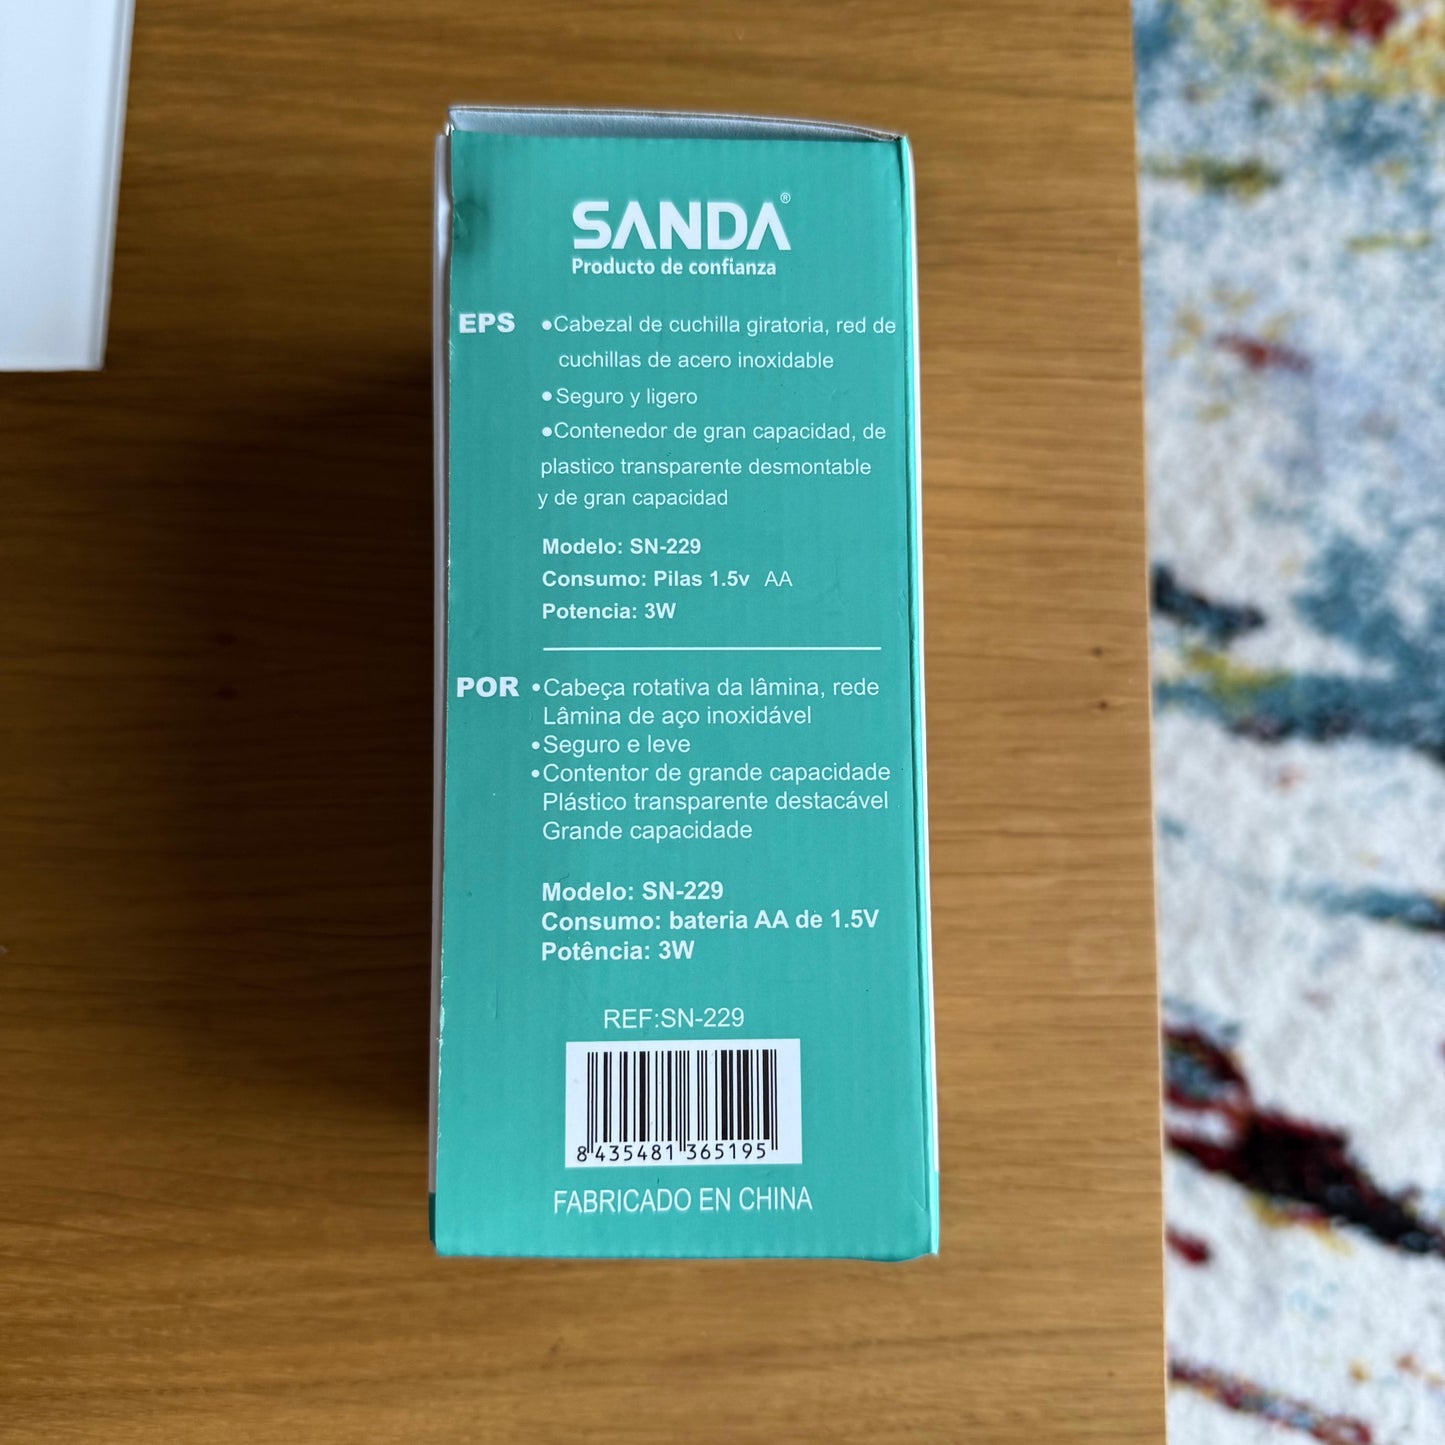 SANDA®
Producto de confianza
EPS ●Cabezal de cuchilla giratoria, red de
cuchillas de acero inoxidable
●Seguro y ligero
●Contenedor de gran capacidad, de
plastico transparente desmontable
y de gran capacidad
Modelo: SN-229
Consumo: Pilas 1.5v AA
Potencia: 3W
POR •Cabeça rotativa da lâmina, rede
Lâmina de aço inoxidável
•Seguro e leve
•Contentor de grande capacidade
Plástico transparente destacável
Grande capacidade
Modelo: SN-229
Consumo: bateria AA de 1.5V
Potência: 3W
REF:SN-229
8 435481 365195
FABRICADO EN CHINA